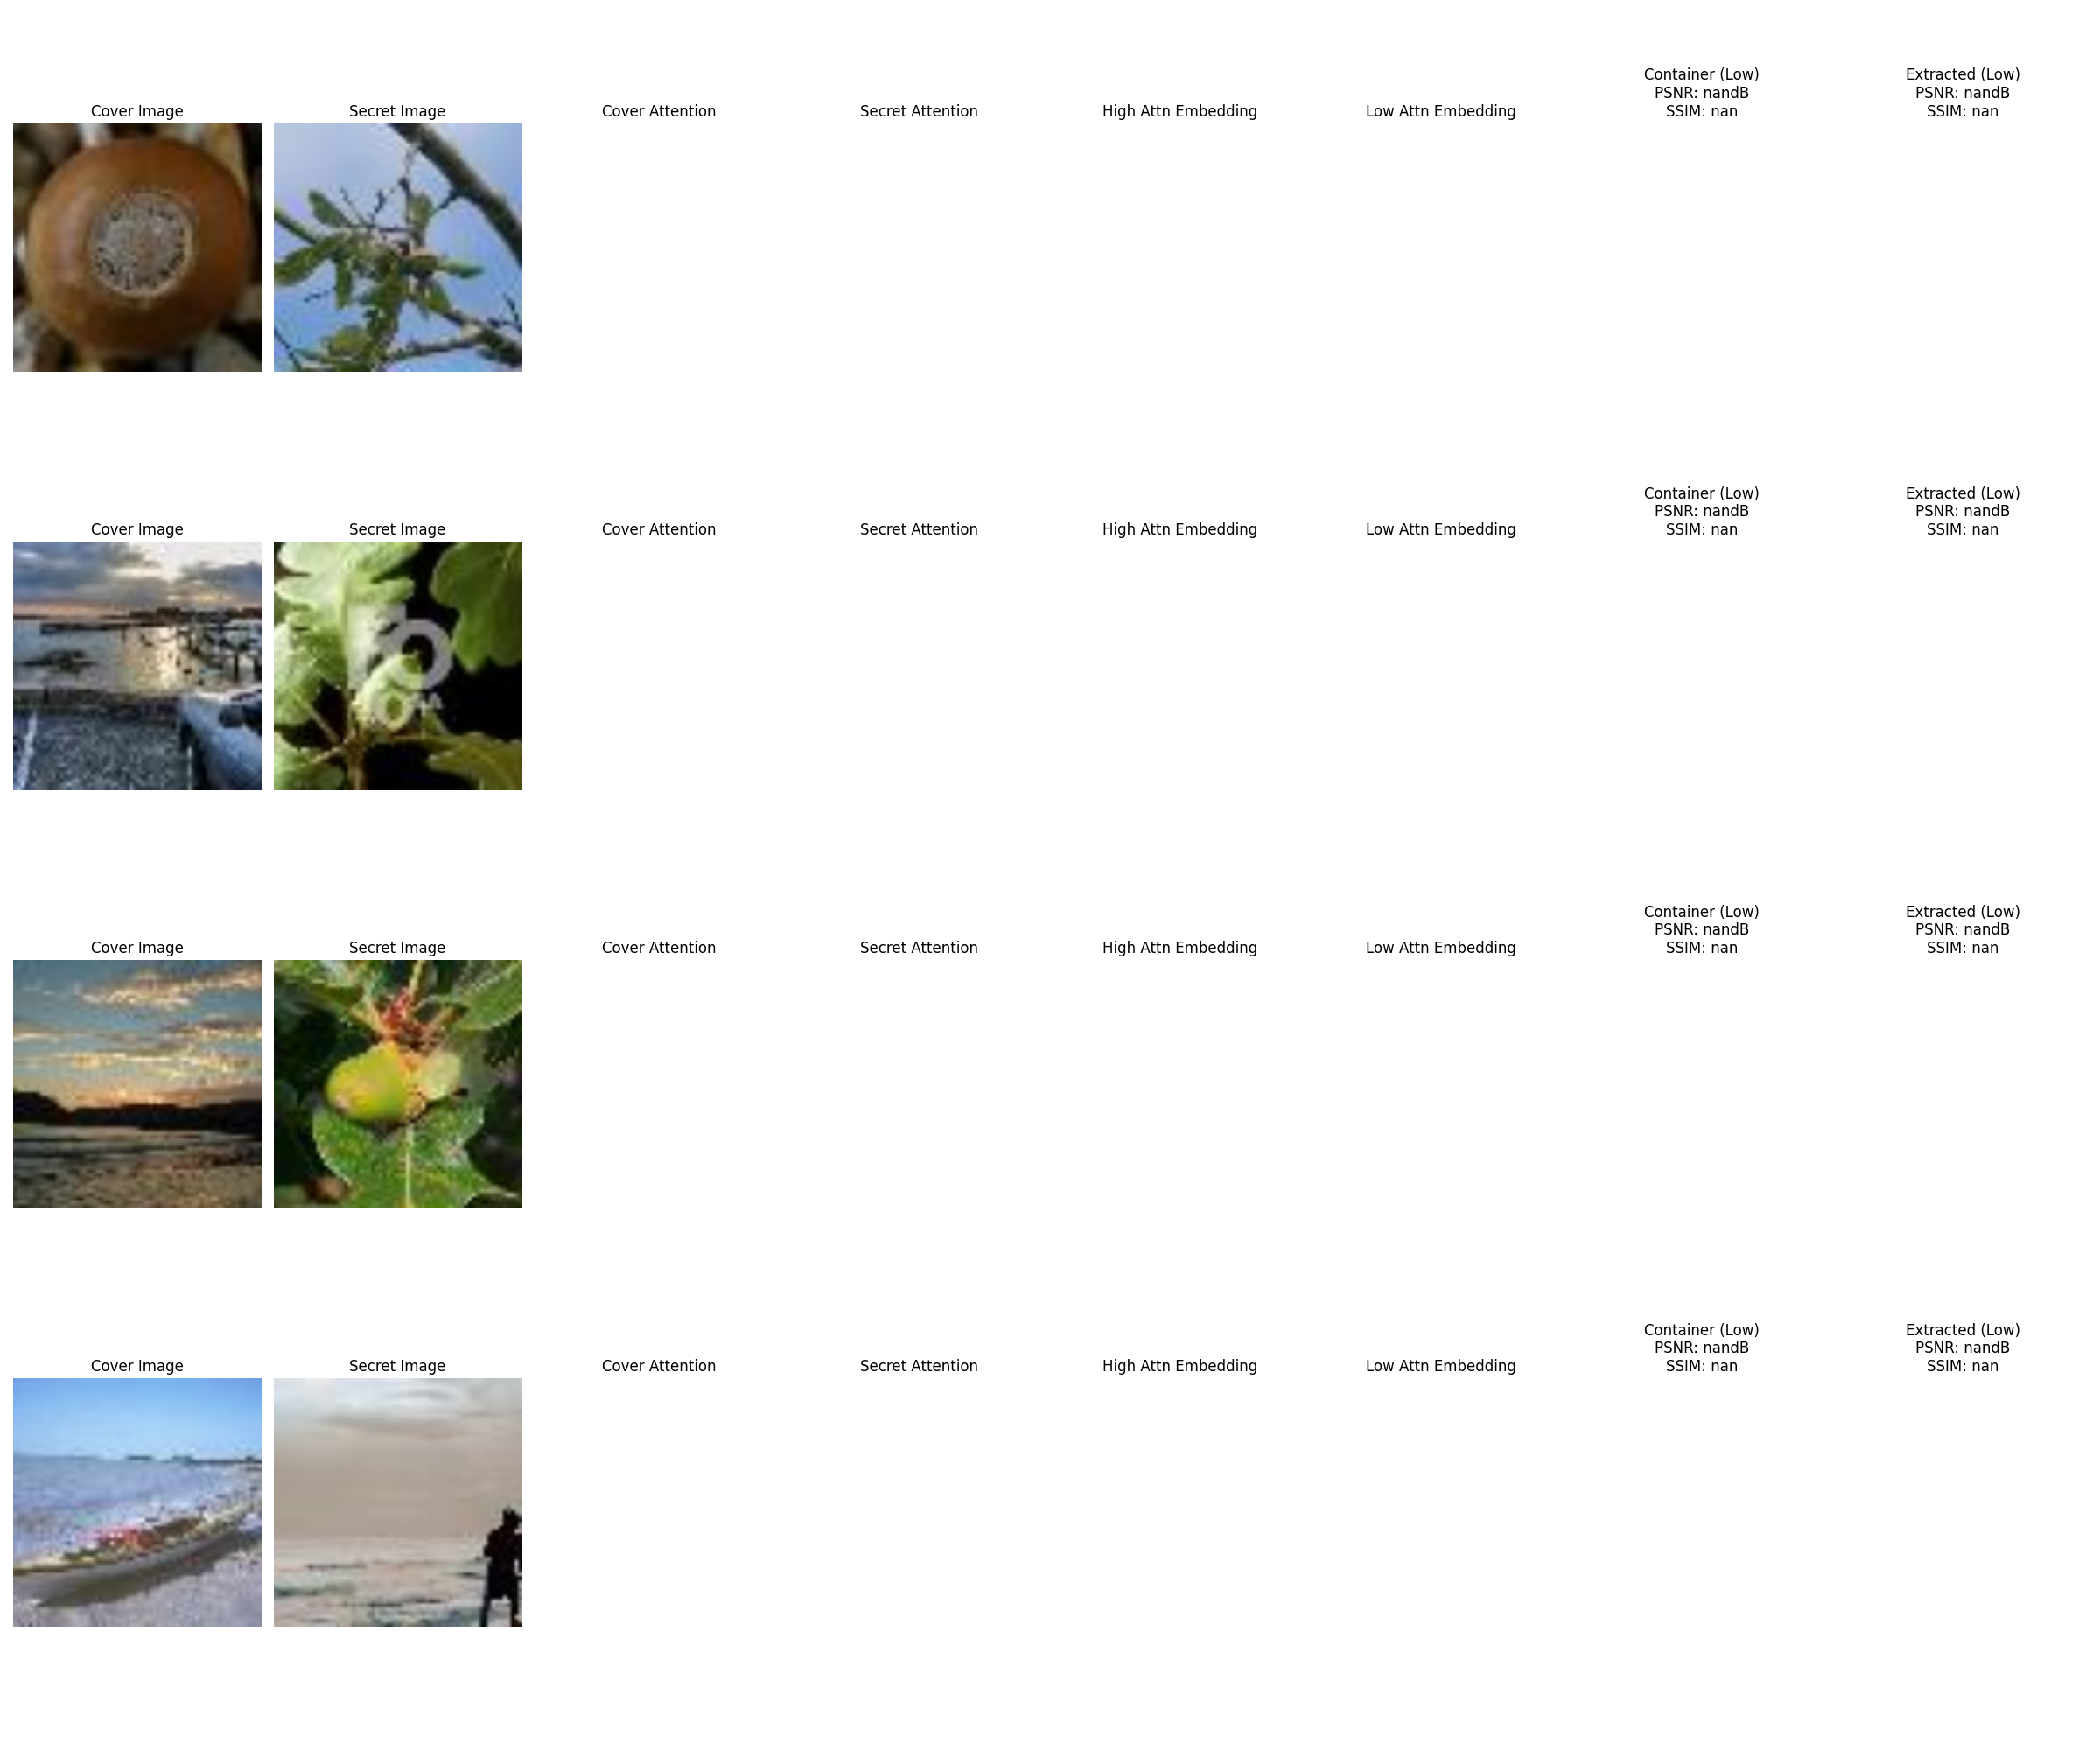 Container (Low)
Extracted (Low)
PSNR: nandB
PSNR: nandB
Cover Image
Secret Image
Cover Attention
Secret Attention
High Attn Embedding
Low Attn Embedding
SSIM: nan
SSIM: nan
Container (Low)
Extracted (Low)
PSNR: nandB
PSNR: nandB
Cover Image
Secret Image
Cover Attention
Secret Attention
High Attn Embedding
Low Attn Embedding
SSIM: nan
SSIM: nan
Container (Low)
Extracted (Low)
PSNR: nandB
PSNR: nandB
Cover Image
Secret Image
Cover Attention
Secret Attention
High Attn Embedding
Low Attn Embedding
SSIM: nan
SSIM: nan
Container (Low)
Extracted (Low)
PSNR: nandB
PSNR: nandB
Cover Image
Secret Image
Cover Attention
Secret Attention
High Attn Embedding
Low Attn Embedding
SSIM: nan
SSIM: nan